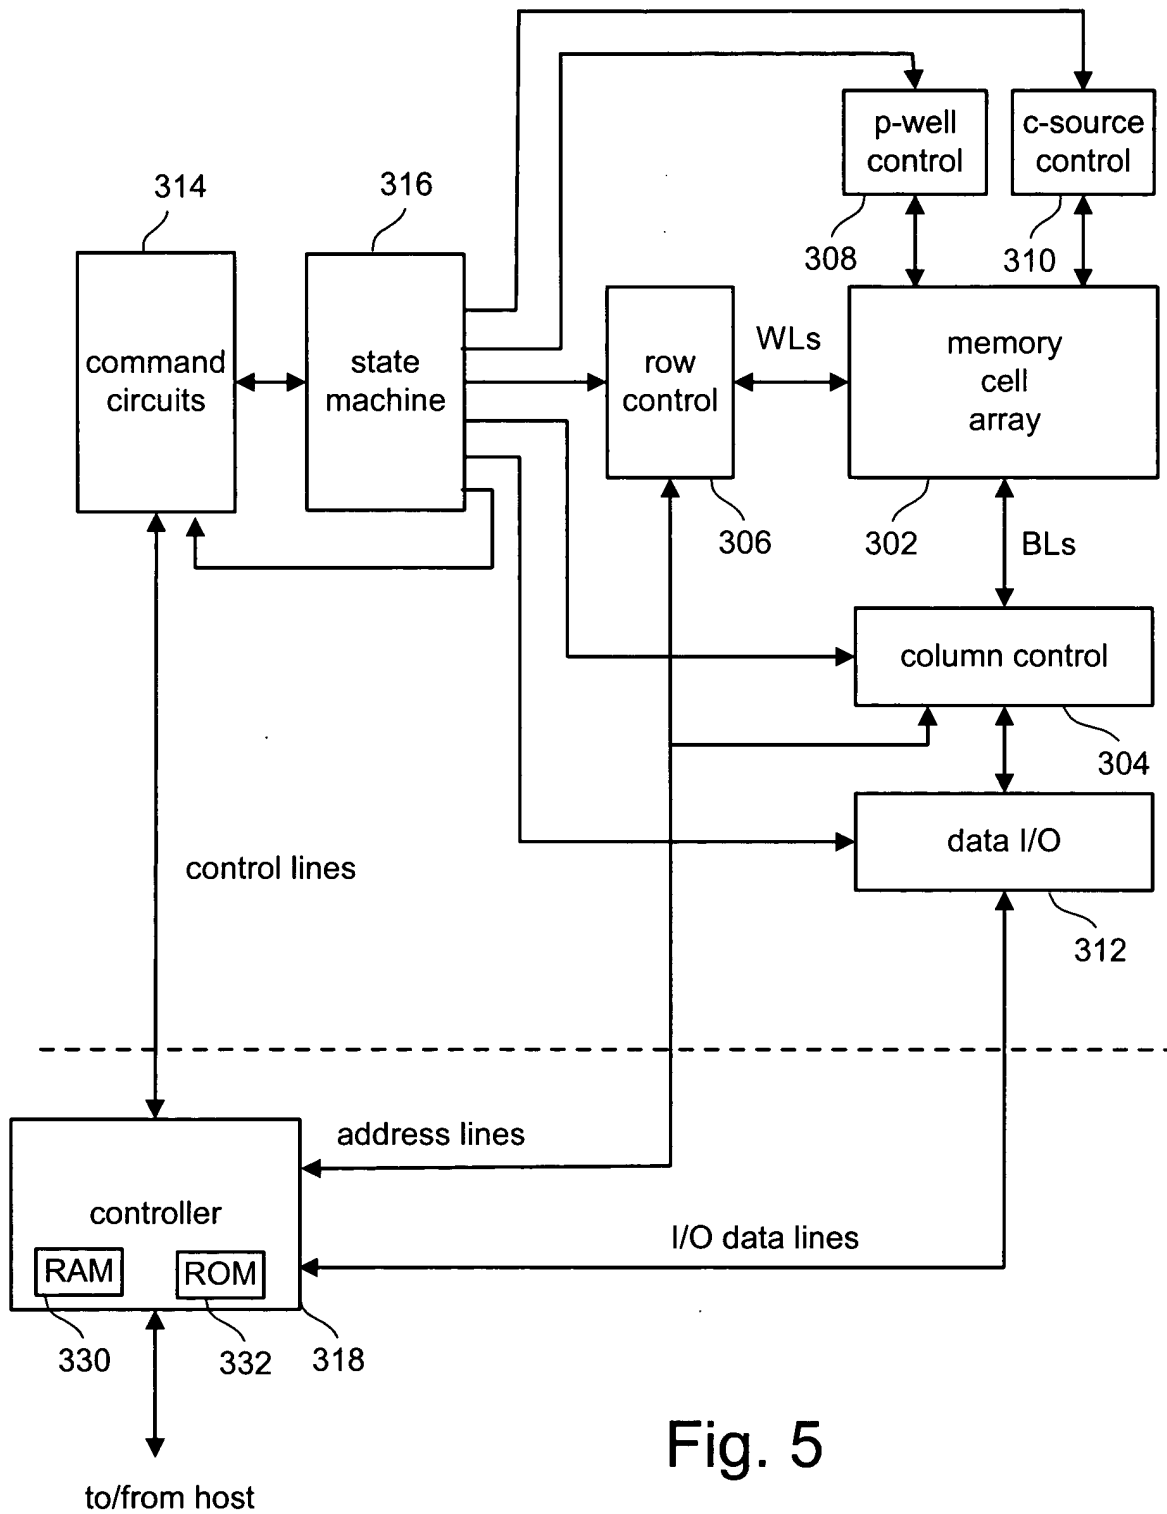 p-well
control
c-source
control
314
316
308
310
command
circuits
state
machine
row
control
WLs
memory
cell
array
306
302
BLs
column control
304
data I/O
control lines
312
address lines
controller
I/O data lines
RAM
ROM
330
332
318
to/from host
Fig. 5